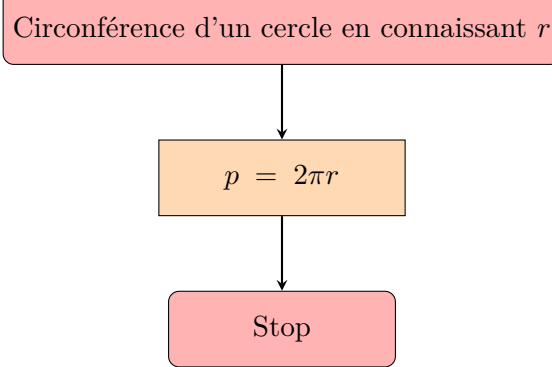 Circonférence d'un cercle en connaissant r
p = 2πr
Stop